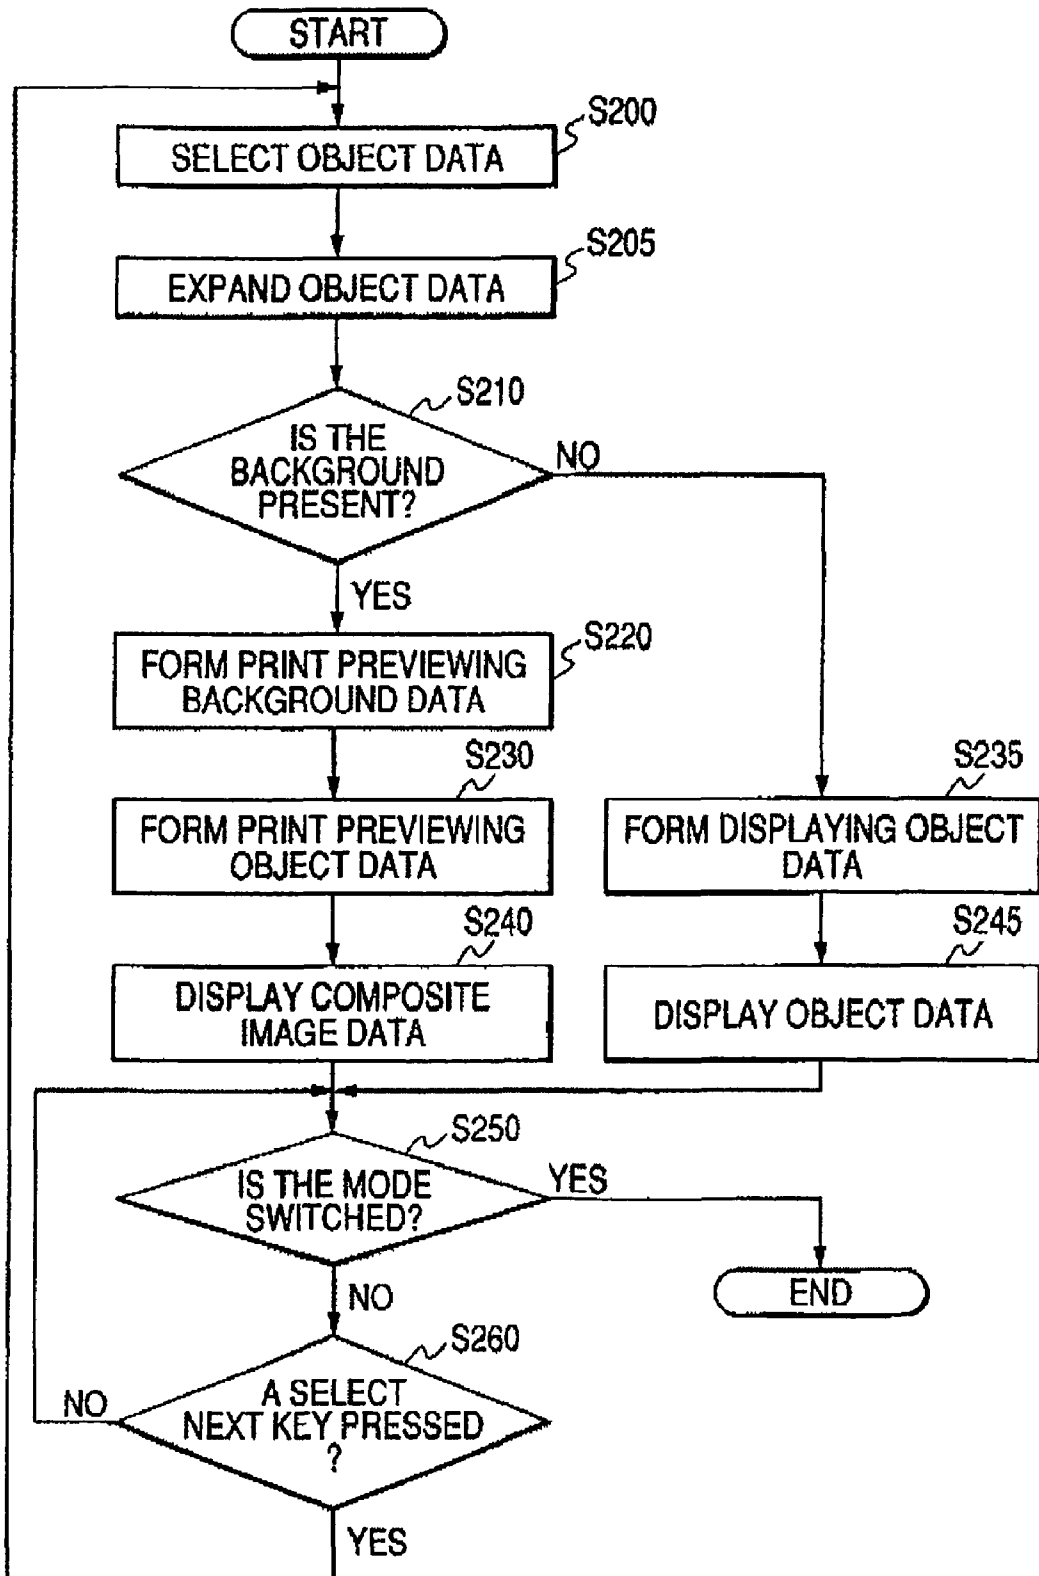 START
S200
SELECT OBJECT DATA
S205
EXPAND OBJECT DATA
S210
IS THE
BACKGROUND
PRESENT?
NO
YES
S220
FORM PRINT PREVIEWING
BACKGROUND DATA
S230
FORM PRINT PREVIEWING
OBJECT DATA
S235
FORM DISPLAYING OBJECT
DATA
S240
DISPLAY COMPOSITE
IMAGE DATA
S245
DISPLAY OBJECT DATA
S250
IS THE MODE
SWITCHED?
YES
END
NO
S260
A SELECT
NEXT KEY PRESSED
?
NO
YES